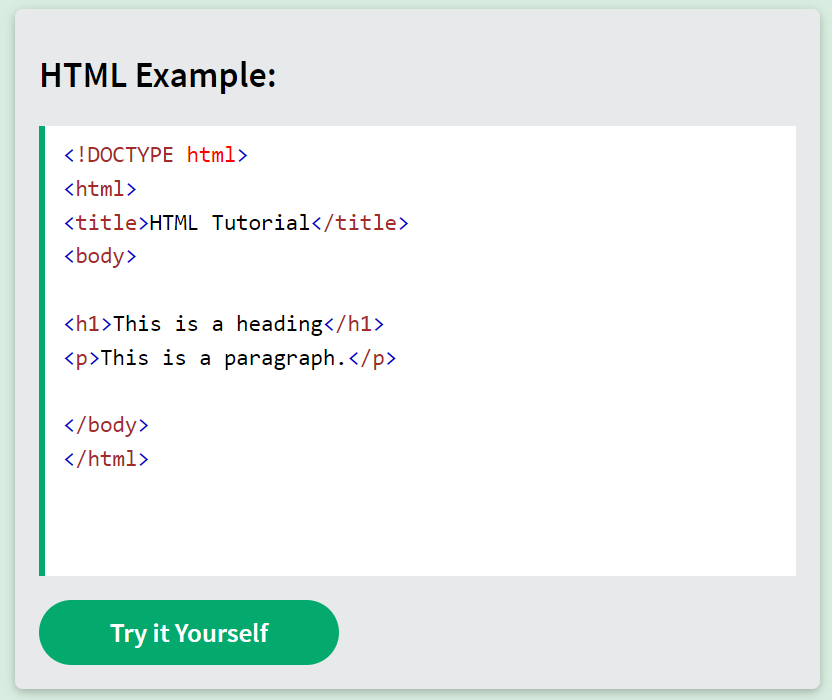 HTML Example:
<!DOCTYPE html>
<html>
<title>HTML Tutorial</title>
<body>
<h1>This is a heading</h1>
<p>This is a paragraph.</p>
</body>
</html>
Try it Yourself